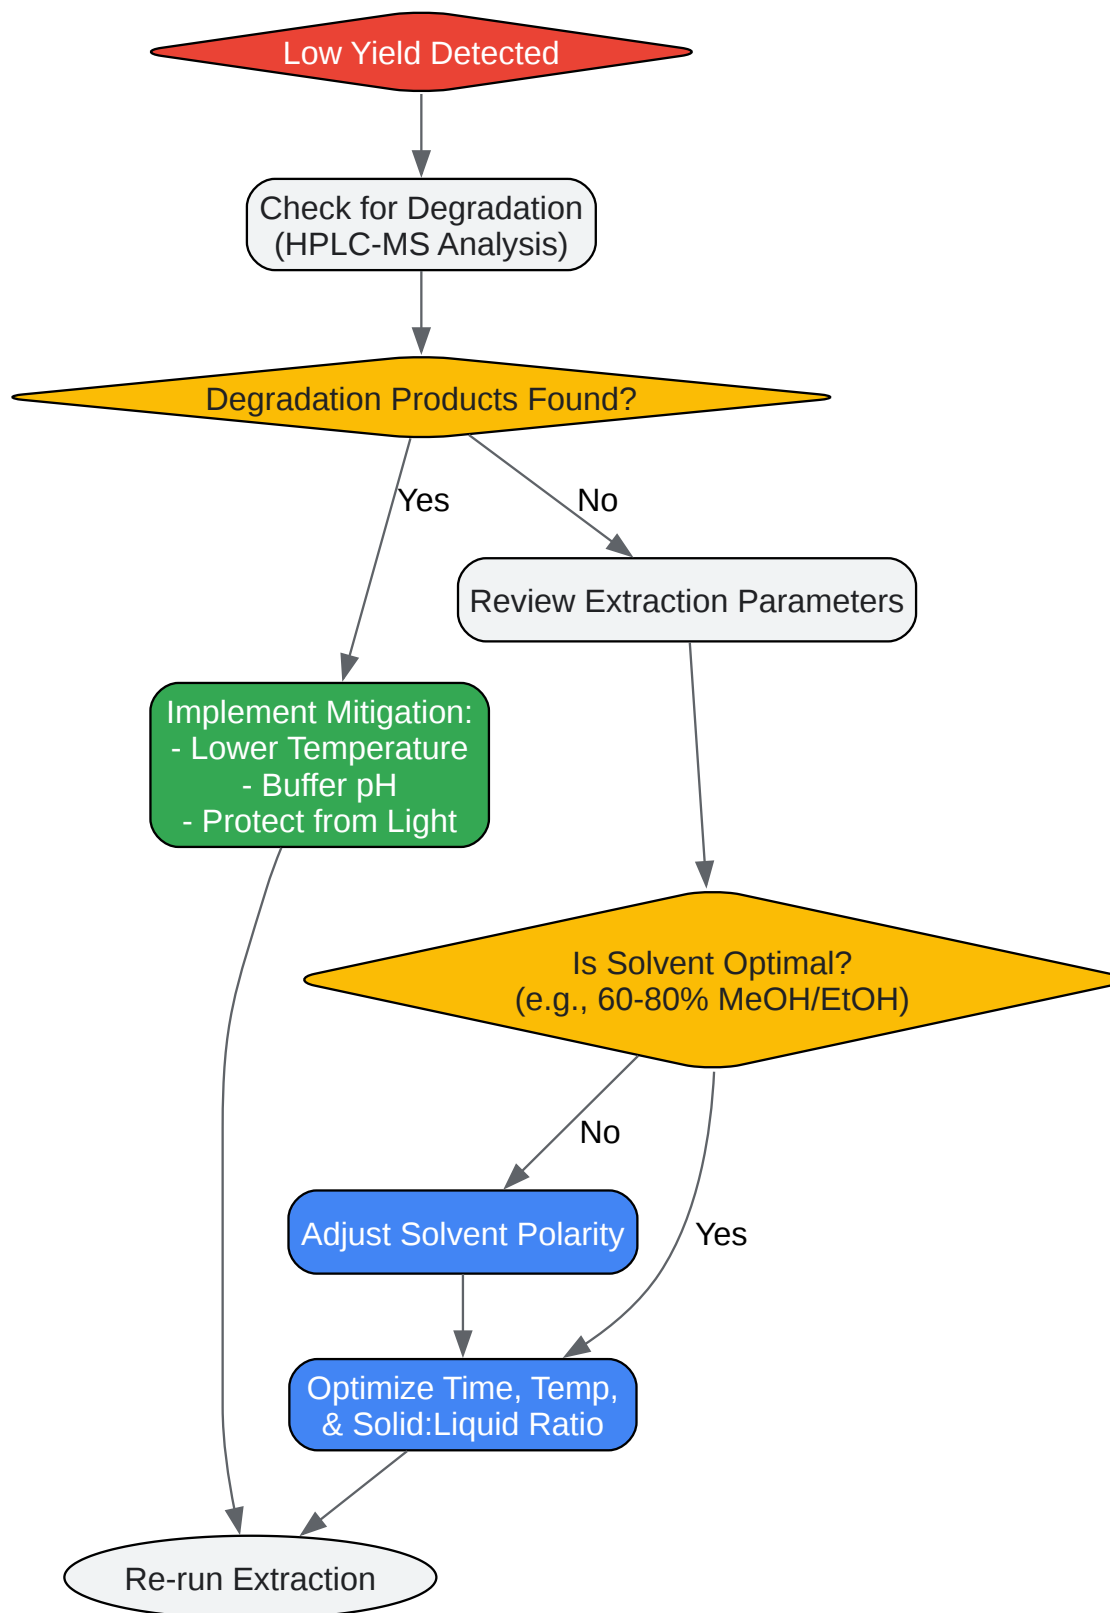 Low Yield Detected
Check for Degradation
(HPLC-MS Analysis)
Degradation Products Found?
Yes
No
Review Extraction Parameters
Implement Mitigation:
- Lower Temperature
- Buffer pH
- Protect from Light
Is Solvent Optimal?
(e.g., 60-80% MeOH/EtOH)
No
Adjust Solvent Polarity
Yes
Optimize Time, Temp,
& Solid:Liquid Ratio
Re-run Extraction